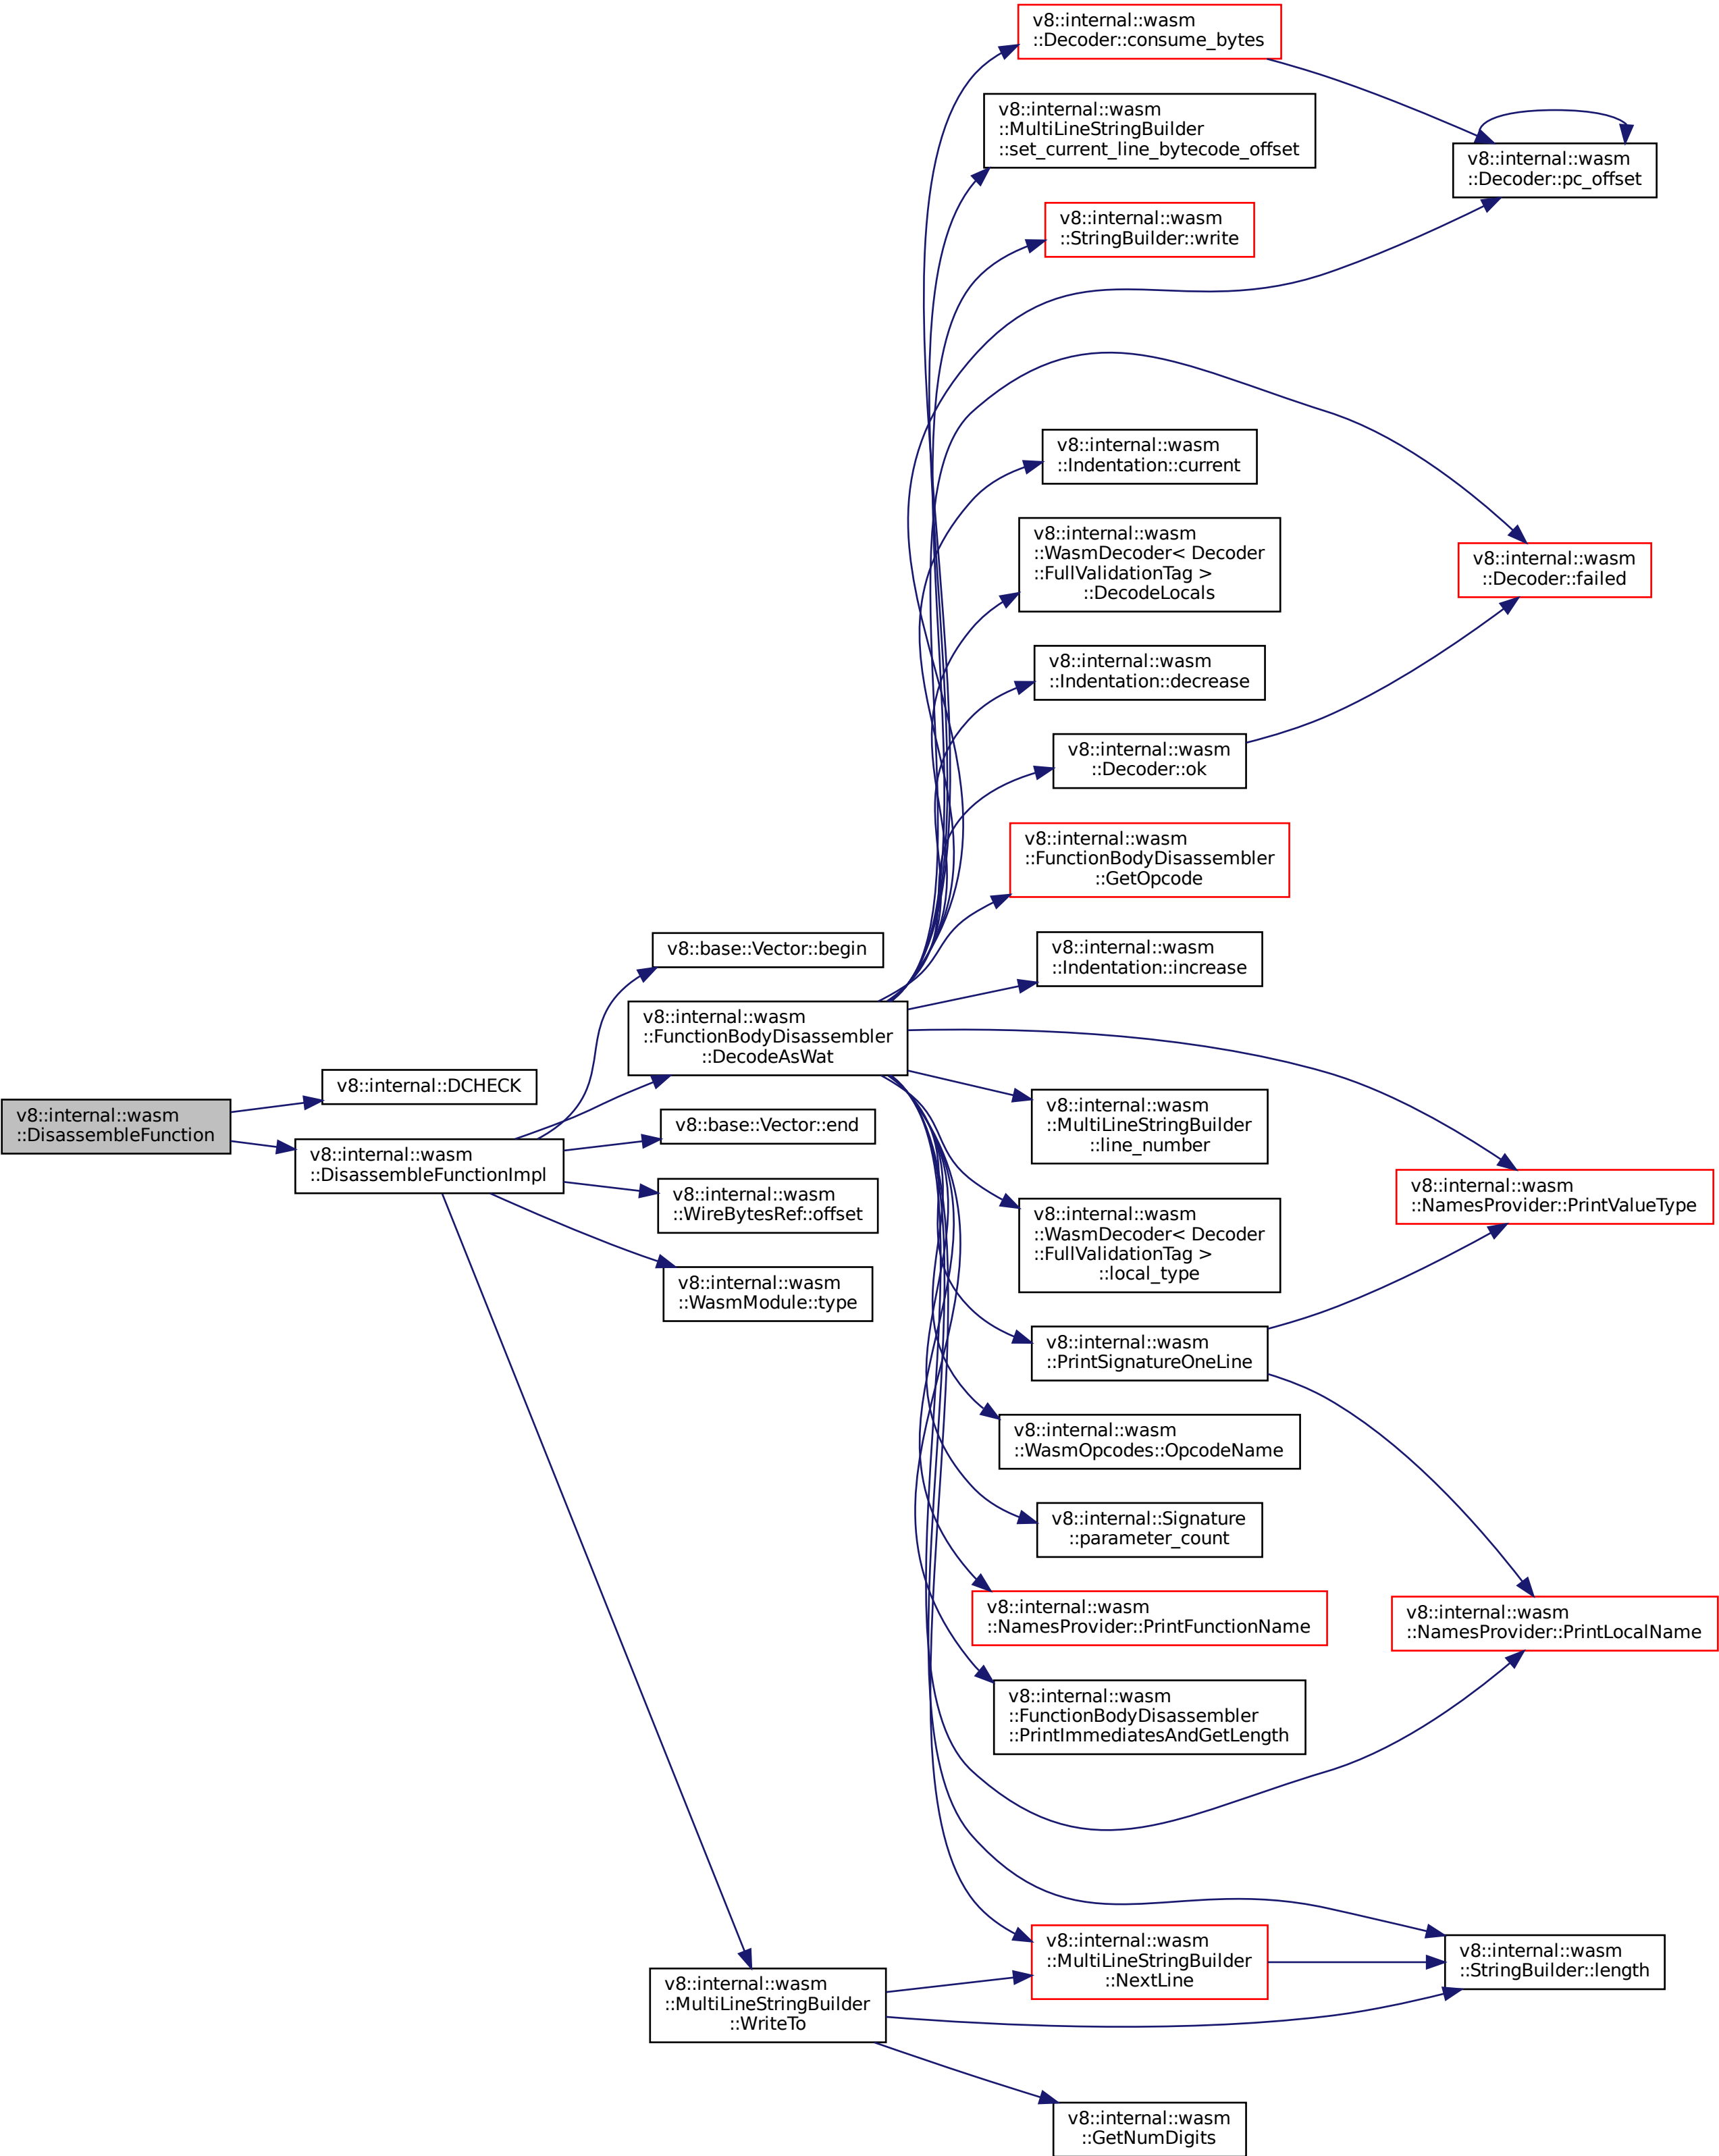 v8::internal::wasm
::Decoder::consume_bytes
v8::internal::wasm
::MultiLineStringBuilder
::set_current_line_bytecode_offset
v8::internal::wasm
::Decoder::pc_offset
v8::internal::wasm
::StringBuilder::write
v8::internal::wasm
::Indentation::current
v8::internal::wasm
::WasmDecoder< Decoder
::FullValidationTag >
::DecodeLocals
v8::internal::wasm
::Decoder::failed
v8::internal::wasm
::Indentation::decrease
v8::internal::wasm
::Decoder::ok
v8::internal::wasm
::FunctionBodyDisassembler
::GetOpcode
v8::base::Vector::begin
v8::internal::wasm
::Indentation::increase
v8::internal::wasm
::FunctionBodyDisassembler
::DecodeAsWat
v8::internal::DCHECK
v8::internal::wasm
::DisassembleFunction
v8::internal::wasm
::DisassembleFunctionImpl
v8::base::Vector::end
v8::internal::wasm
::MultiLineStringBuilder
::line_number
v8::internal::wasm
::WireBytesRef::offset
v8::internal::wasm
::NamesProvider::PrintValueType
v8::internal::wasm
::WasmDecoder< Decoder
::FullValidationTag >
::local_type
v8::internal::wasm
::WasmModule::type
v8::internal::wasm
::PrintSignatureOneLine
v8::internal::wasm
::WasmOpcodes::OpcodeName
v8::internal::Signature
::parameter_count
v8::internal::wasm
::NamesProvider::PrintFunctionName
v8::internal::wasm
::NamesProvider::PrintLocalName
v8::internal::wasm
::FunctionBodyDisassembler
::PrintImmediatesAndGetLength
v8::internal::wasm
::MultiLineStringBuilder
::NextLine
v8::internal::wasm
::StringBuilder::length
v8::internal::wasm
::MultiLineStringBuilder
::WriteTo
v8::internal::wasm
::GetNumDigits